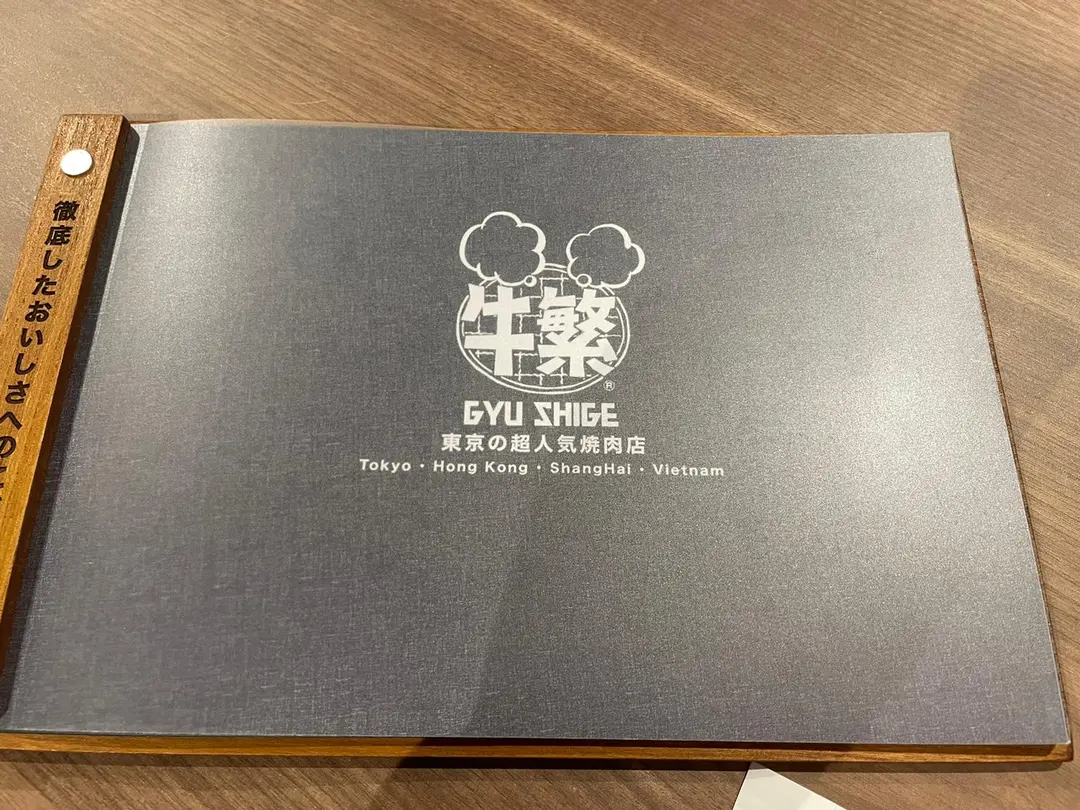 徹底したおいしさへの
牛繁
®
GYU SHIGE
東京の超人気焼肉店
Tokyo・Hong Kong・ShangHai・Vietnam